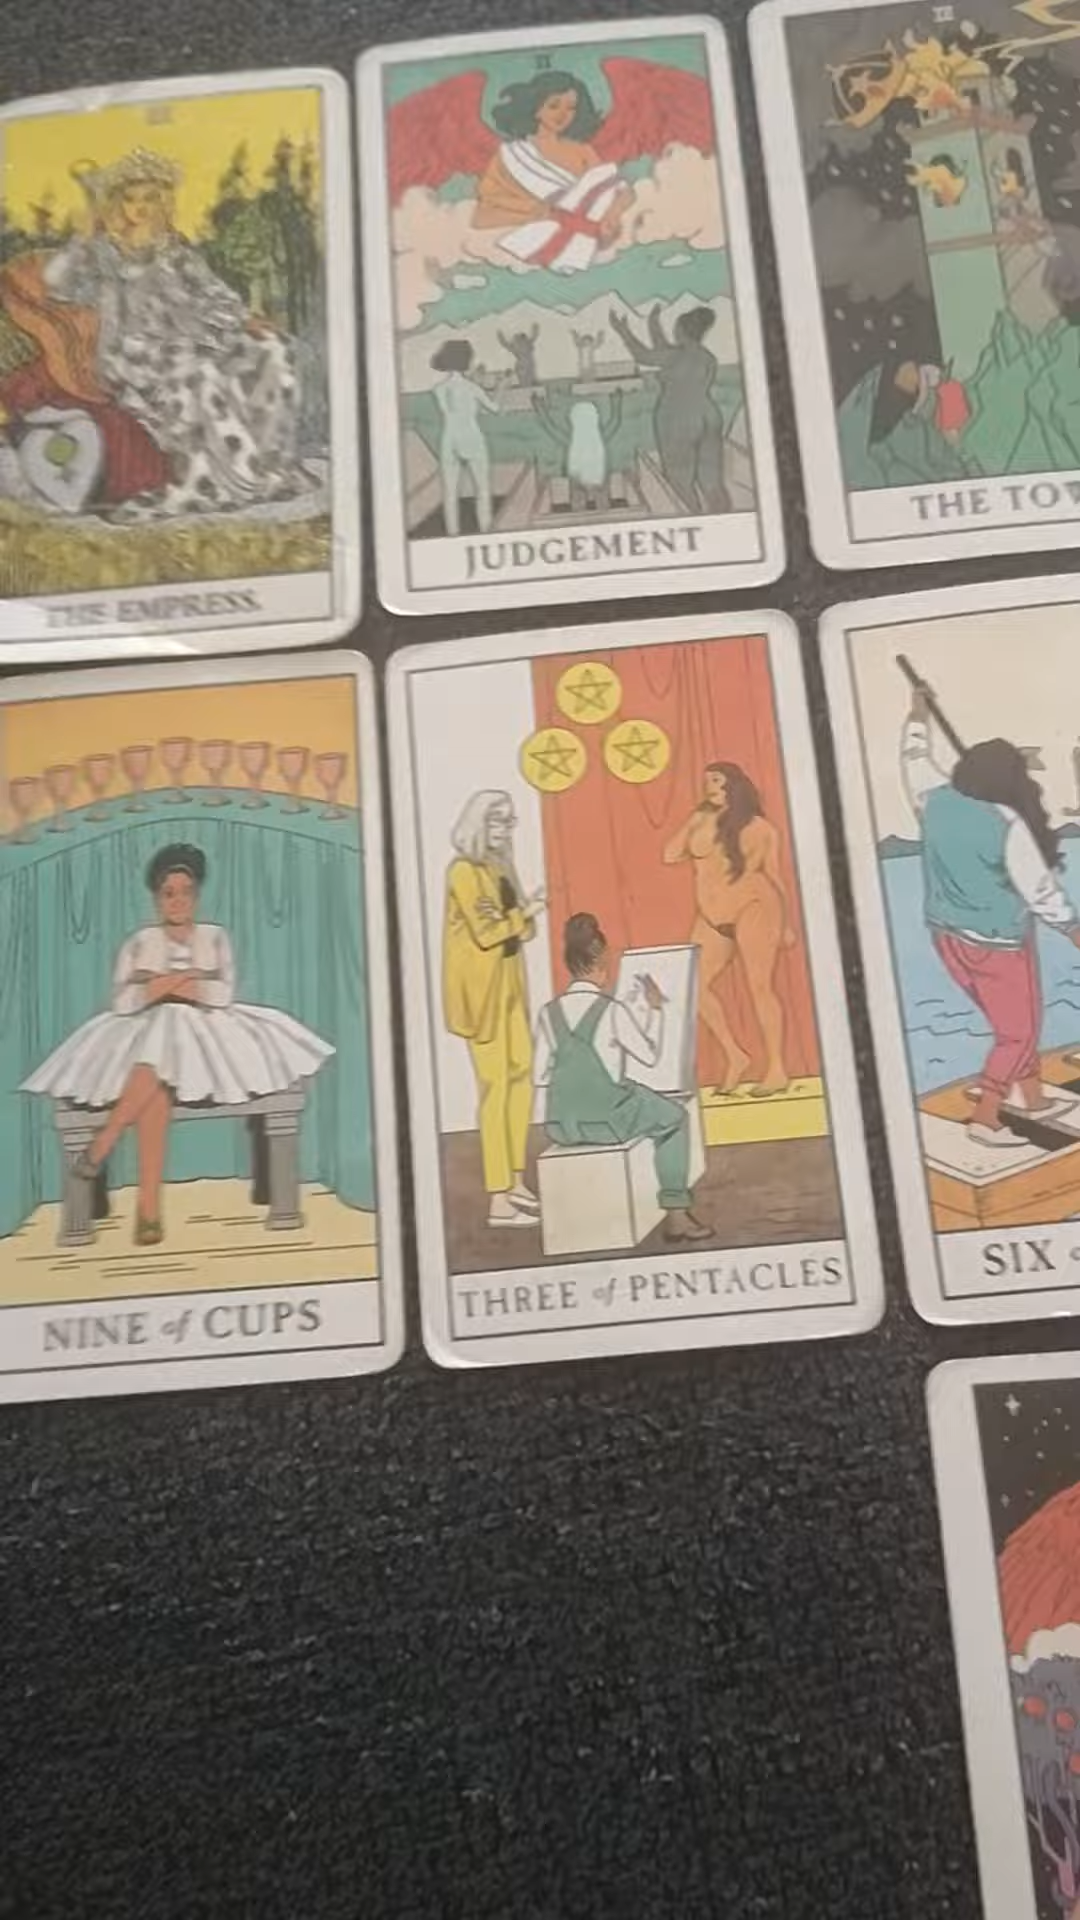 THE EMPRESS
JUDGEMENT
THE TOW
NINE of CUPS
THREE of PENTACLES
SIX